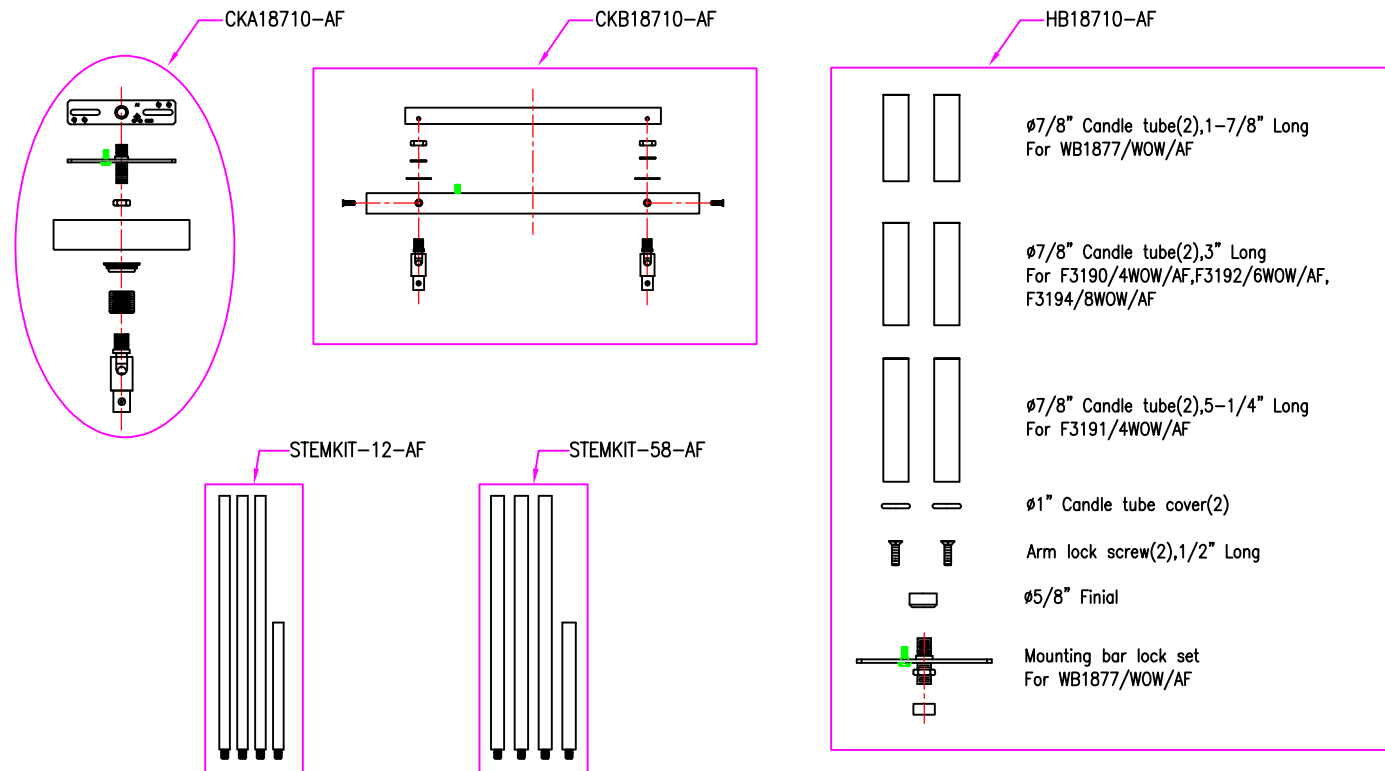 CKA18710-AF
CKB18710-AF
HB18710-AF
ø7/8" Candle tube(2),1-7/8" Long
For WB1877/WOW/AF
ø7/8" Candle tube(2),3" Long
For F3190/4WOW/AF,F3192/6WOW/AF,
F3194/8WOW/AF
ø7/8" Candle tube(2),5-1/4" Long
For F3191/4WOW/AF
STEMKIT-12-AF
STEMKIT-58-AF
ø1" Candle tube cover(2)
Arm lock screw(2),1/2" Long
ø5/8" Finial
Mounting bar lock set
For WB1877/WOW/AF